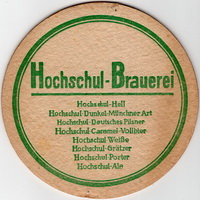 Hochschul-Brauerei
Hochschul-Hell
Hochschul-Dunkel-Münchner Art
Hochschul-Deutsches Pilsner
Hochschul-Caramel-Vollbier
Hochschul Weiße
Hochschul-Grätzer
Hochschul-Porter
Hochschul-Ale